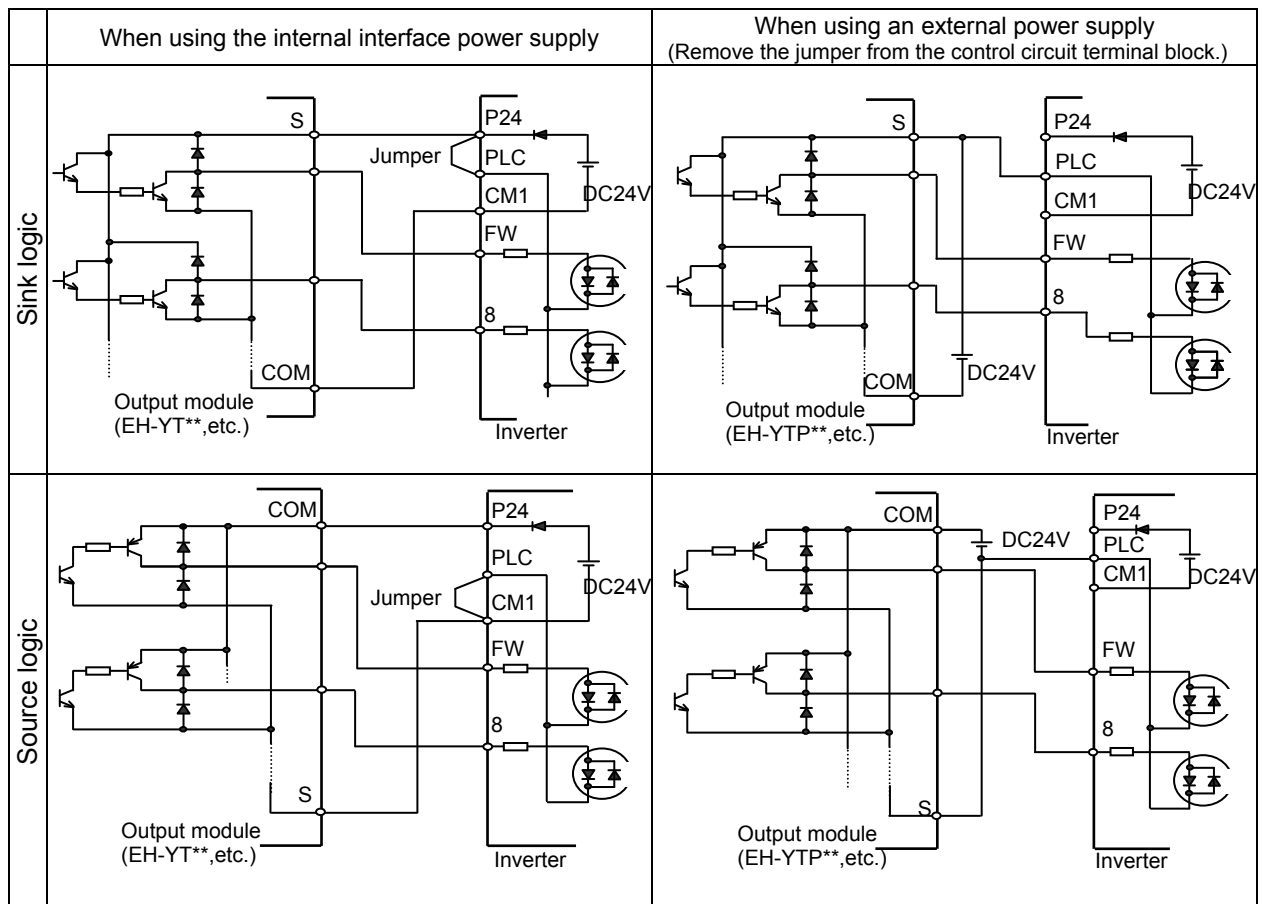 When using the internal interface power supply
When using an external power supply
(Remove the jumper from the control circuit terminal block.)
Sink logic
S
P24
Jumper
PLC
CM1
DC24V
FW
8
COM
Output module
(EH-YT**,etc.)
Inverter
S
P24
PLC
CM1
DC24V
FW
8
DC24V
COM
Output module
(EH-YTP**,etc.)
Inverter
Source logic
COM
P24
PLC
DC24V
Jumper
CM1
FW
8
S
Output module
(EH-YT**,etc.)
Inverter
COM
P24
DC24V
PLC
CM1
DC24V
FW
8
S
Output module
(EH-YTP**,etc.)
Inverter